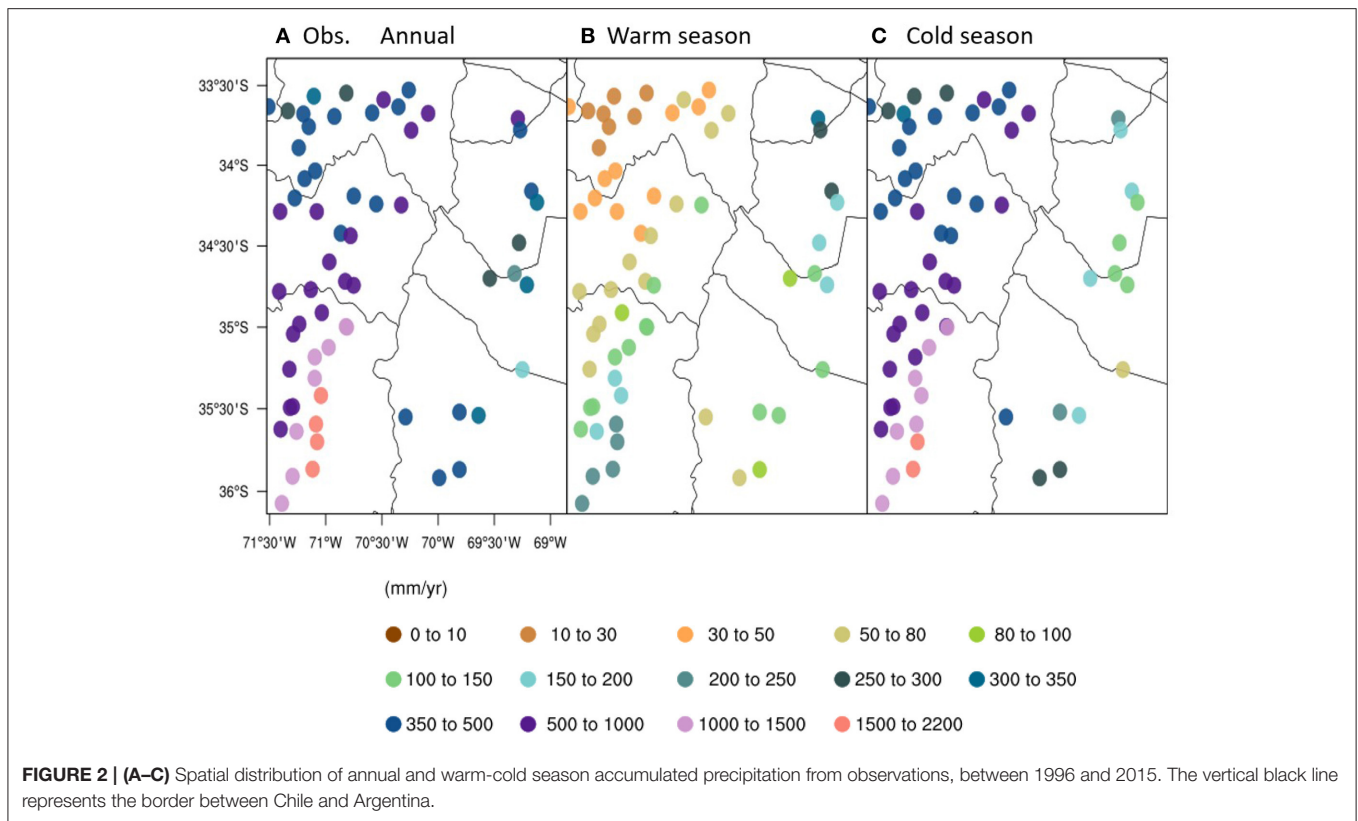 A Obs. Annual
B Warm season
C Cold season
33°30'S
34°S
34°30'S
35°S
35°30'S
36°S
71°30'W 71°W 70°30'W 70°W 69°30'W 69°W
(mm/yr)
0 to 10 10 to 30 30 to 50 50 to 80 80 to 100
100 to 150 150 to 200 200 to 250 250 to 300 300 to 350
350 to 500 500 to 1000 1000 to 1500 1500 to 2200
FIGURE 2 | (A–C) Spatial distribution of annual and warm-cold season accumulated precipitation from observations, between 1996 and 2015. The vertical black line
represents the border between Chile and Argentina.